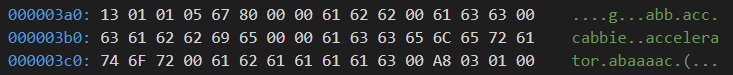 000003a0: 13 01 01 05 67 80 00 00 61 62 62 00 61 63 63 00 ....g...abb.acc.
000003b0: 63 61 62 62 69 65 00 00 61 63 63 65 6C 65 72 61 cabbie..accelera
000003c0: 74 6F 72 00 61 62 61 61 61 61 63 00 A8 03 01 00 tor.abaaaac.(...